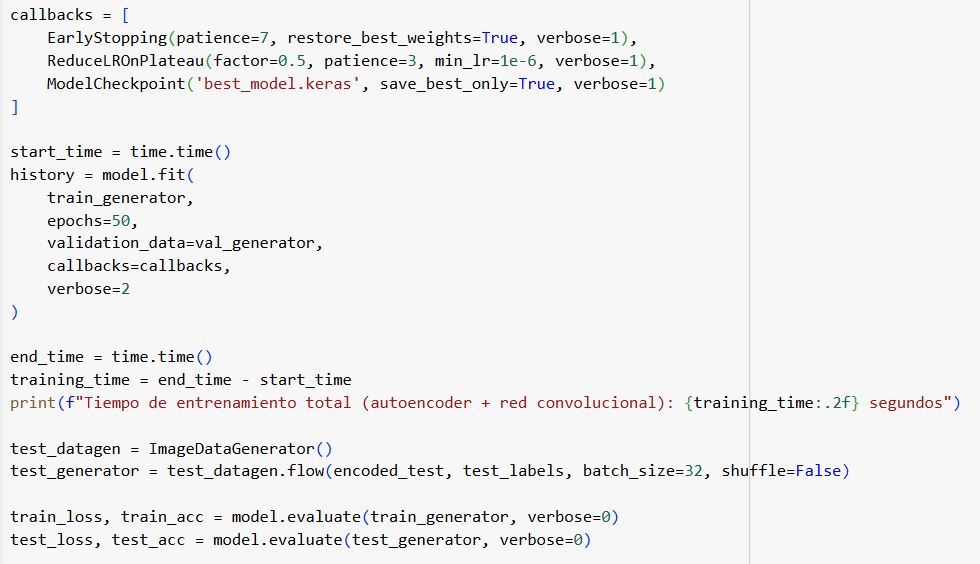 callbacks = [
    EarlyStopping(patience=7, restore_best_weights=True, verbose=1),
    ReduceLROnPlateau(factor=0.5, patience=3, min_lr=1e-6, verbose=1),
    ModelCheckpoint('best_model.keras', save_best_only=True, verbose=1)
]

start_time = time.time()
history = model.fit(
    train_generator,
    epochs=50,
    validation_data=val_generator,
    callbacks=callbacks,
    verbose=2
)

end_time = time.time()
training_time = end_time - start_time
print(f"Tiempo de entrenamiento total (autoencoder + red convolucional): {training_time:.2f} segundos")

test_datagen = ImageDataGenerator()
test_generator = test_datagen.flow(encoded_test, test_labels, batch_size=32, shuffle=False)

train_loss, train_acc = model.evaluate(train_generator, verbose=0)
test_loss, test_acc = model.evaluate(test_generator, verbose=0)